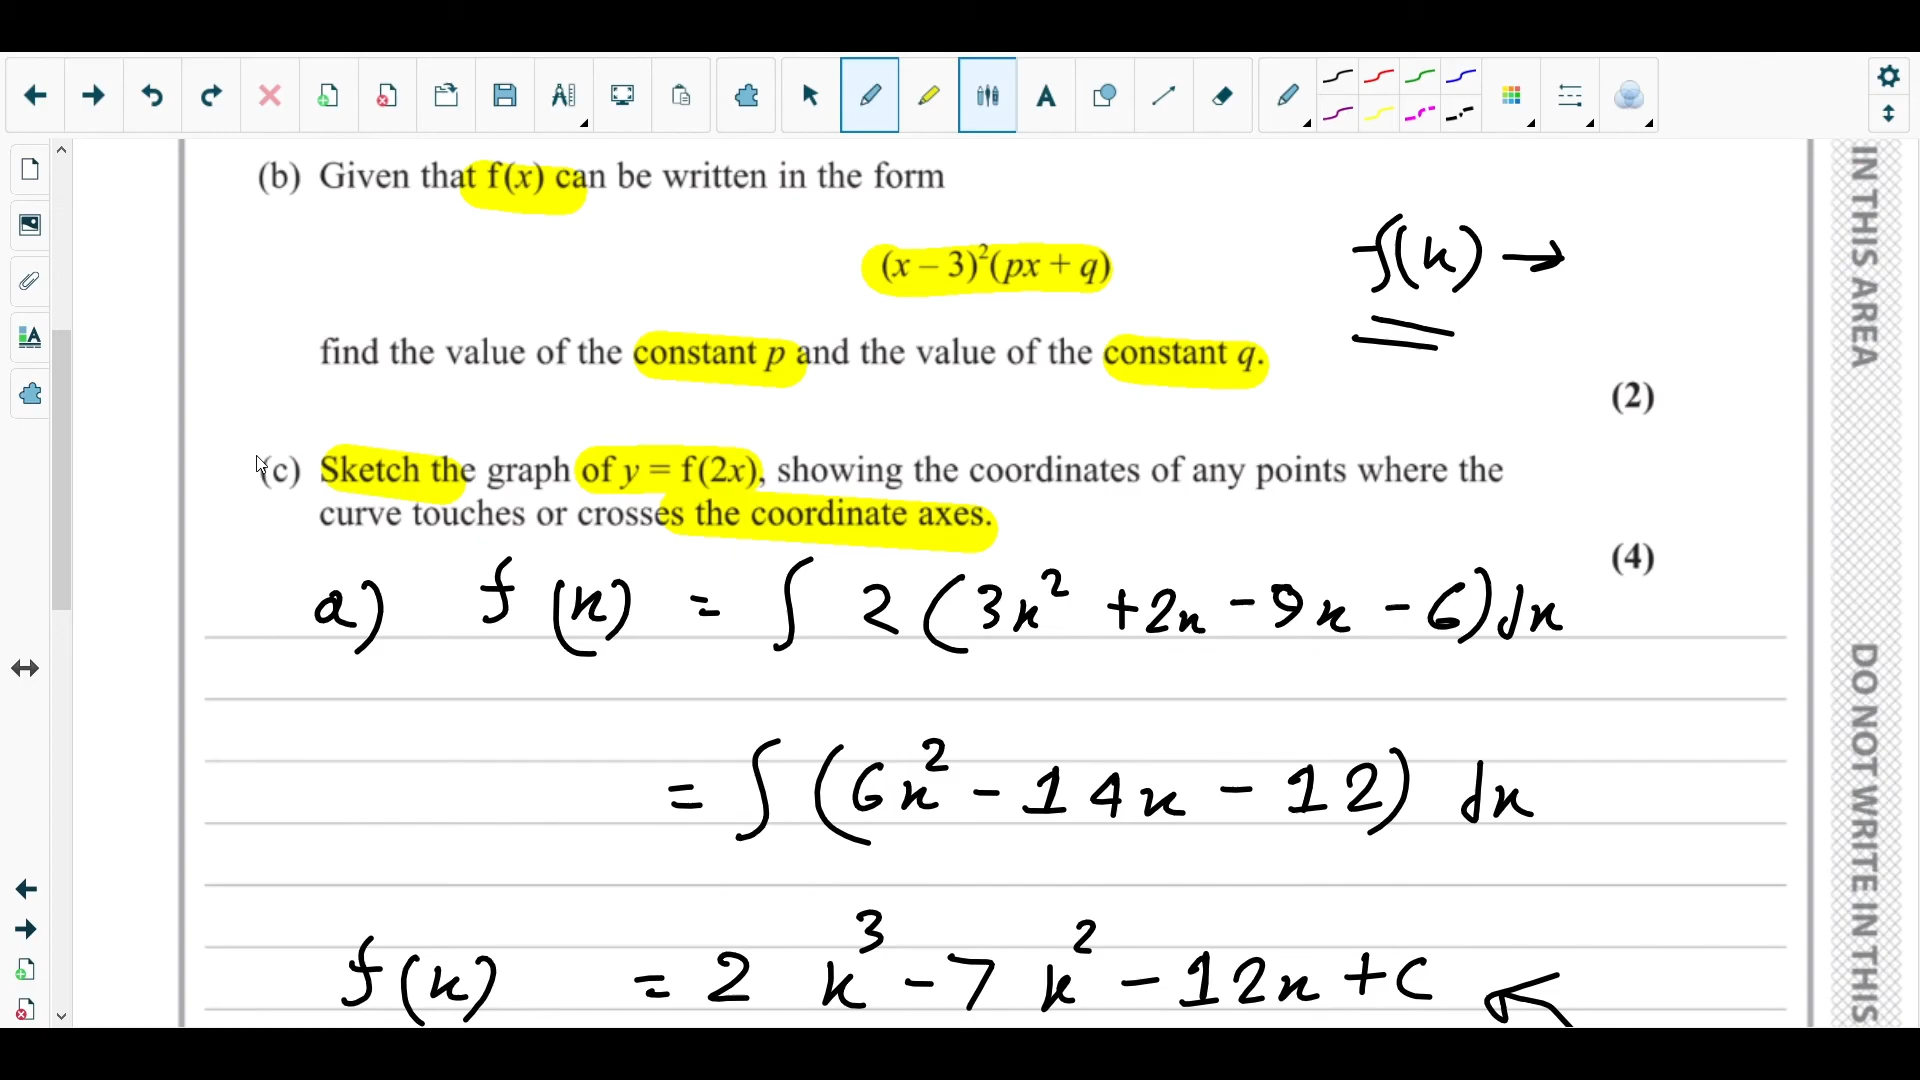 (b) Given that f(x) can be written in the form
(x – 3)²(px + q)
f(x) →
find the value of the constant p and the value of the constant q.
(2)
(c) Sketch the graph of y = f(2x), showing the coordinates of any points where the
curve touches or crosses the coordinate axes.
(4)
a) f(x) = ∫ 2(3x² + 2x - 9x - 6)dx
= ∫ (6x² - 14x - 12) dx
f(x) = 2x³ - 7x² - 12x + c
IN THIS AREA
DO NOT WRITE IN THIS